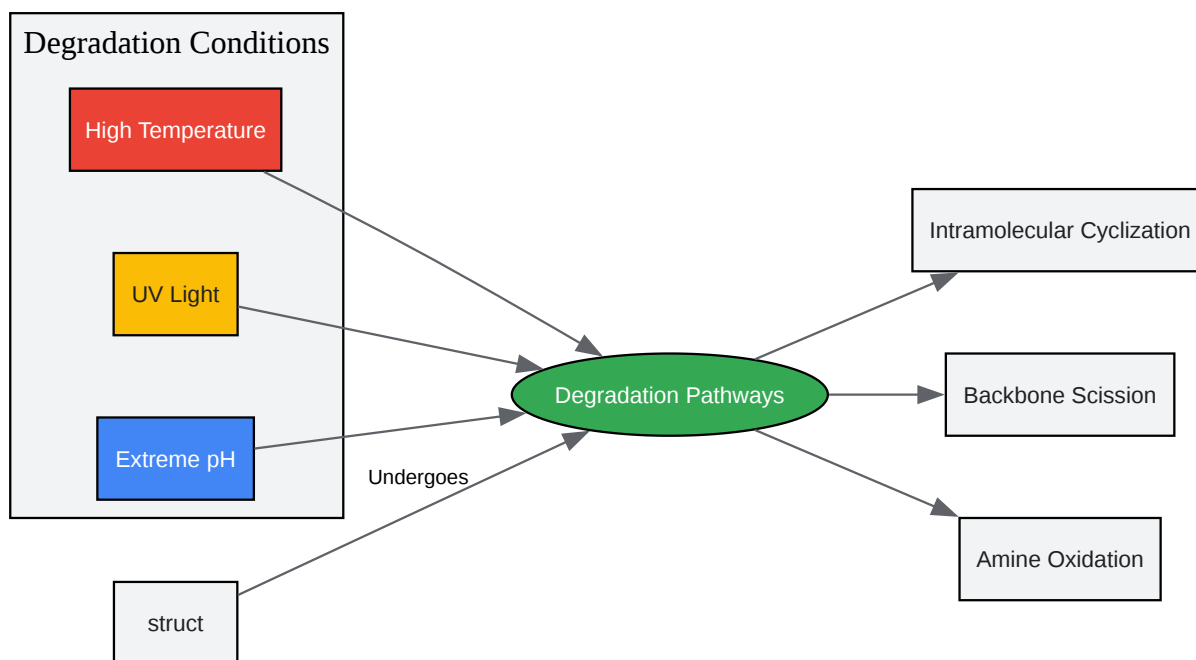 Degradation Conditions
High Temperature
UV Light
Extreme pH
struct
Undergoes
Degradation Pathways
Intramolecular Cyclization
Backbone Scission
Amine Oxidation